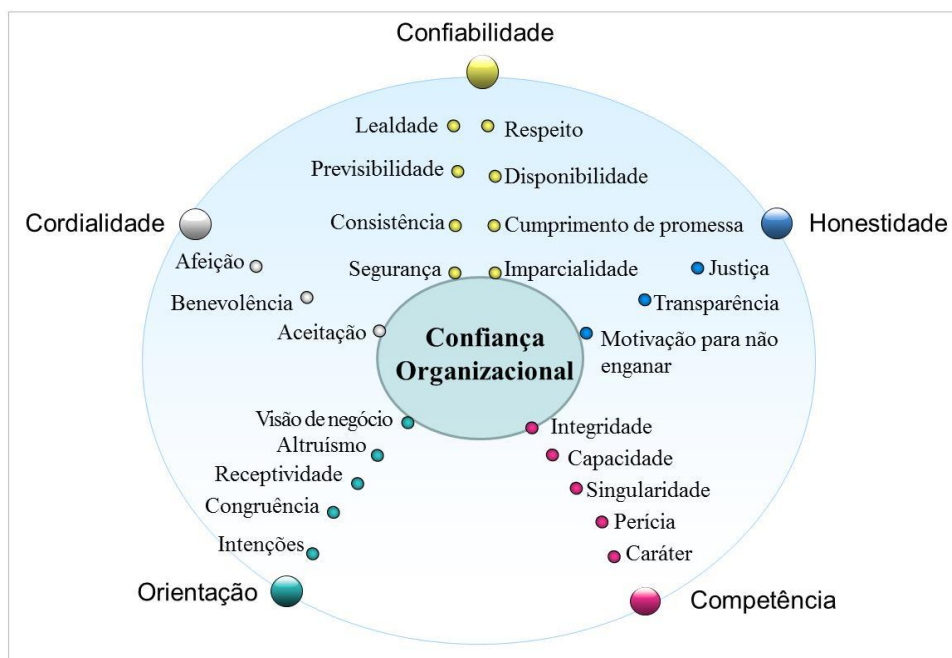 Confiabilidade
Lealdade
Respeito
Previsibilidade
Disponibilidade
Cordialidade
Consistência
Cumprimento de promessa
Honestidade
Afeição
Segurança
Imparcialidade
Justiça
Benevolência
Transparência
Aceitação
Confiança
Organizacional
Motivação para não
enganar
Visão de negócio
Integridade
Altruísmo
Capacidade
Receptividade
Singularidade
Congruência
Perícia
Intenções
Caráter
Orientação
Competência